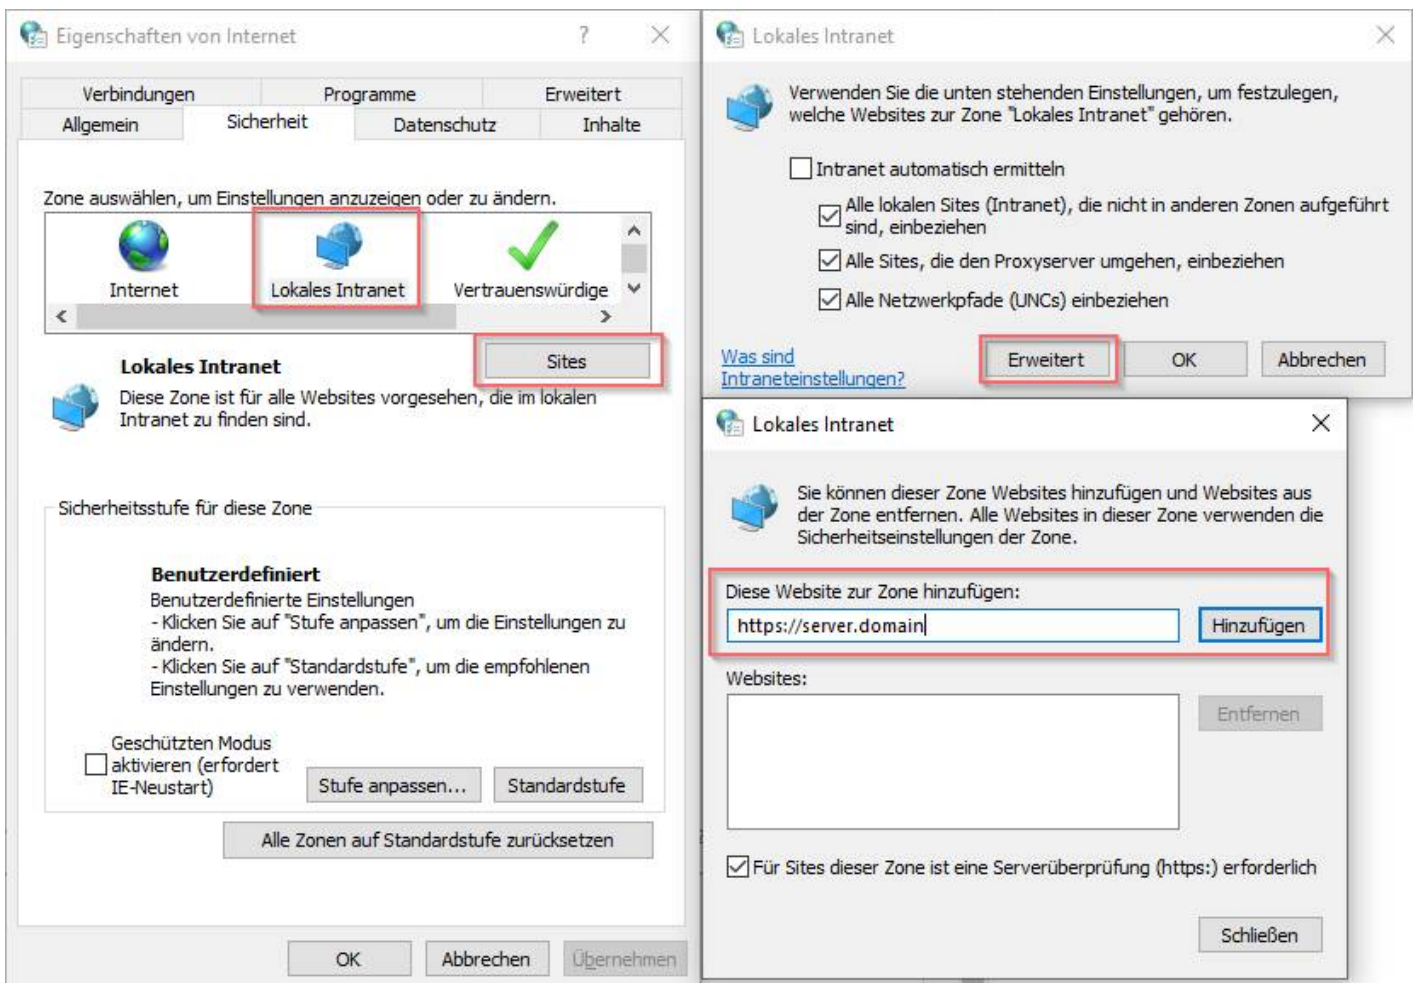 Eigenschaften von Internet
?
Verbindungen Programme Erweitert
Allgemein Sicherheit Datenschutz Inhalte
Zone auswählen, um Einstellungen anzuzeigen oder zu ändern.
Internet Lokales Intranet Vertrauenswürdige
Sites
Lokales Intranet
Diese Zone ist für alle Websites vorgesehen, die im lokalen
Intranet zu finden sind.
Sicherheitsstufe für diese Zone
Benutzerdefiniert
Benutzerdefinierte Einstellungen
- Klicken Sie auf "Stufe anpassen", um die Einstellungen zu
ändern.
- Klicken Sie auf "Standardstufe", um die empfohlenen
Einstellungen zu verwenden.
Geschützten Modus
aktivieren (erfordert
IE-Neustart)
Stufe anpassen... Standardstufe
Alle Zonen auf Standardstufe zurücksetzen
OK Abbrechen Übernehmen
Lokales Intranet
Verwenden Sie die unten stehenden Einstellungen, um festzulegen,
welche Websites zur Zone "Lokales Intranet" gehören.
Intranet automatisch ermitteln
Alle lokalen Sites (Intranet), die nicht in anderen Zonen aufgeführt
sind, einbeziehen
Alle Sites, die den Proxyserver umgehen, einbeziehen
Alle Netzwerkpfade (UNCs) einbeziehen
Was sind
Intraneteinstellungen?
Erweitert OK Abbrechen
Lokales Intranet
Sie können dieser Zone Websites hinzufügen und Websites aus
der Zone entfernen. Alle Websites in dieser Zone verwenden die
Sicherheitseinstellungen der Zone.
Diese Website zur Zone hinzufügen:
https://server.domain Hinzufügen
Websites:
Entfernen
Für Sites dieser Zone ist eine Serverüberprüfung (https:) erforderlich
Schließen